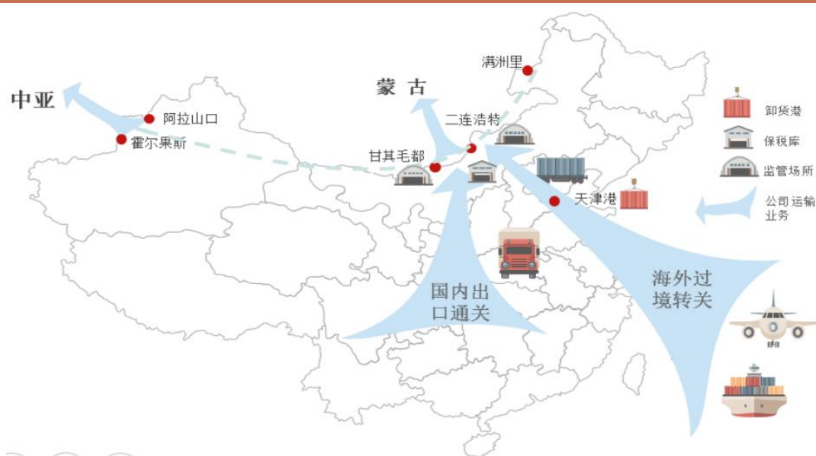 满洲里
中亚
蒙古
阿拉山口
二连浩特
卸货港
霍尔果斯
保税库
甘其毛都
监管场所
天津港
公司运输
业务
国内出
口通关
海外过
境转关